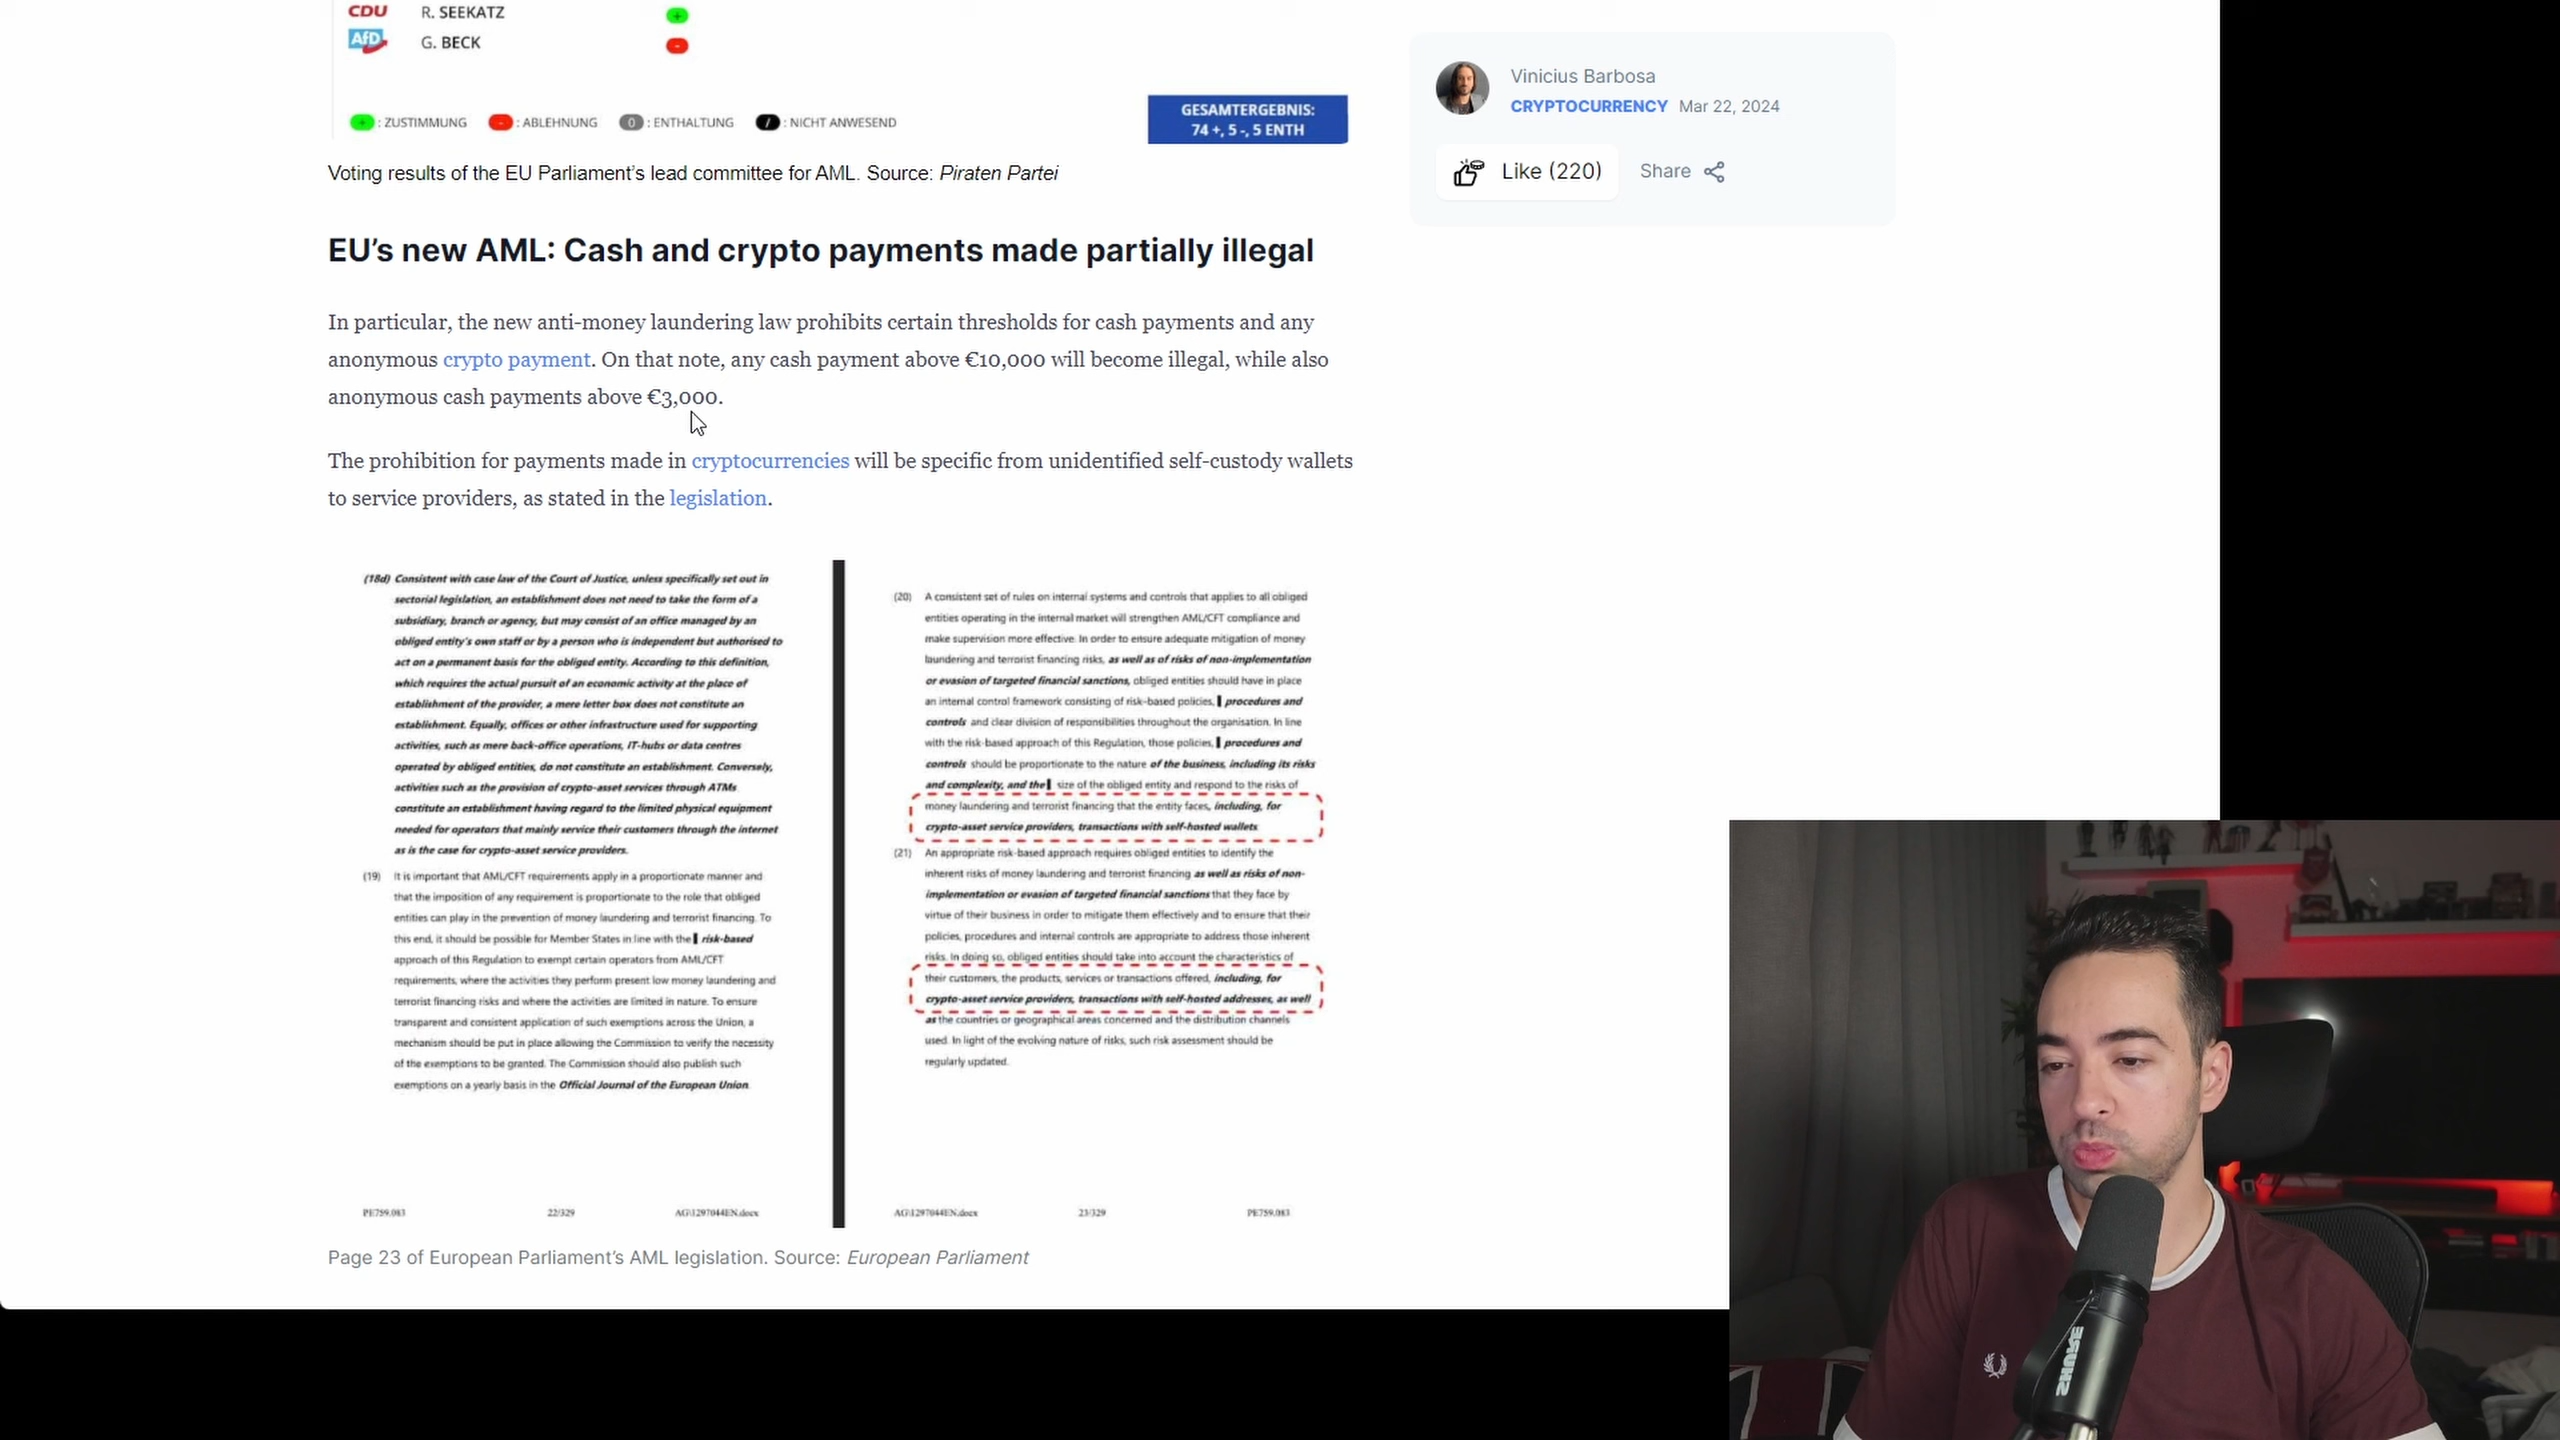 CDU R. SEEKATZ +
AfD G. BECK -
+ : ZUSTIMMUNG - : ABLEHNUNG 0 : ENTHALTUNG / : NICHT ANWESEND
GESAMTERGEBNIS:
74 +, 5 -, 5 ENTH
Voting results of the EU Parliament’s lead committee for AML. Source: Piraten Partei
Vinicius Barbosa
CRYPTOCURRENCY Mar 22, 2024
Like (220) Share
EU’s new AML: Cash and crypto payments made partially illegal
In particular, the new anti-money laundering law prohibits certain thresholds for cash payments and any
anonymous crypto payment. On that note, any cash payment above €10,000 will become illegal, while also
anonymous cash payments above €3,000.
The prohibition for payments made in cryptocurrencies will be specific from unidentified self-custody wallets
to service providers, as stated in the legislation.
(18d) Consistent with case law of the Court of Justice, unless specifically set out in
sectorial legislation, an establishment does not need to take the form of a
subsidiary, branch or agency, but may consist of an office managed by an
obliged entity's own staff or by a person who is independent but authorised to
act on a permanent basis for the obliged entity. According to this definition,
which requires the actual pursuit of an economic activity at the place of
establishment of the provider, a mere letter box does not constitute an
establishment. Equally, offices or other infrastructure used for supporting
activities, such as mere back-office operations, IT-hubs or data centres
operated by obliged entities, do not constitute an establishment. Conversely,
activities such as the provision of crypto-asset services through ATMs
constitute an establishment having regard to the limited physical equipment
needed for operators that mainly service their customers through the internet
as is the case for crypto-asset service providers.
(19) It is important that AML/CFT requirements apply in a proportionate manner and
that the imposition of any requirement is proportionate to the role that obliged
entities can play in the prevention of money laundering and terrorist financing. To
this end, it should be possible for Member States in line with the risk-based
approach of this Regulation to exempt certain operators from AML/CFT
requirements, where the activities they perform present low money laundering and
terrorist financing risks and where the activities are limited in nature. To ensure
transparent and consistent application of such exemptions across the Union, a
mechanism should be put in place allowing the Commission to verify the necessity
of the exemptions to be granted. The Commission should also publish such
exemptions on a yearly basis in the Official Journal of the European Union.
PE759.083 22/329 AG\1297044EN.docx
(20) A consistent set of rules on internal systems and controls that applies to all obliged
entities operating in the internal market will strengthen AML/CFT compliance and
make supervision more effective. In order to ensure adequate mitigation of money
laundering and terrorist financing risks, as well as of risks of non-implementation
or evasion of targeted financial sanctions, obliged entities should have in place
an internal control framework consisting of risk-based policies, procedures and
controls and clear division of responsibilities throughout the organisation. In line
with the risk-based approach of this Regulation, those policies, procedures and
controls should be proportionate to the nature of the business, including its risks
and complexity, and the size of the obliged entity and respond to the risks of
money laundering and terrorist financing that the entity faces, including, for
crypto-asset service providers, transactions with self-hosted wallets.
(21) An appropriate risk-based approach requires obliged entities to identify the
inherent risks of money laundering and terrorist financing as well as risks of non-
implementation or evasion of targeted financial sanctions that they face by
virtue of their business in order to mitigate them effectively and to ensure that their
policies, procedures and internal controls are appropriate to address those inherent
risks. In doing so, obliged entities should take into account the characteristics of
their customers, the products, services or transactions offered, including, for
crypto-asset service providers, transactions with self-hosted addresses, as well
as the countries or geographical areas concerned and the distribution channels
used. In light of the evolving nature of risks, such risk assessment should be
regularly updated.
AG\1297044EN.docx 23/329 PE759.083
Page 23 of European Parliament’s AML legislation. Source: European Parliament
SHURE